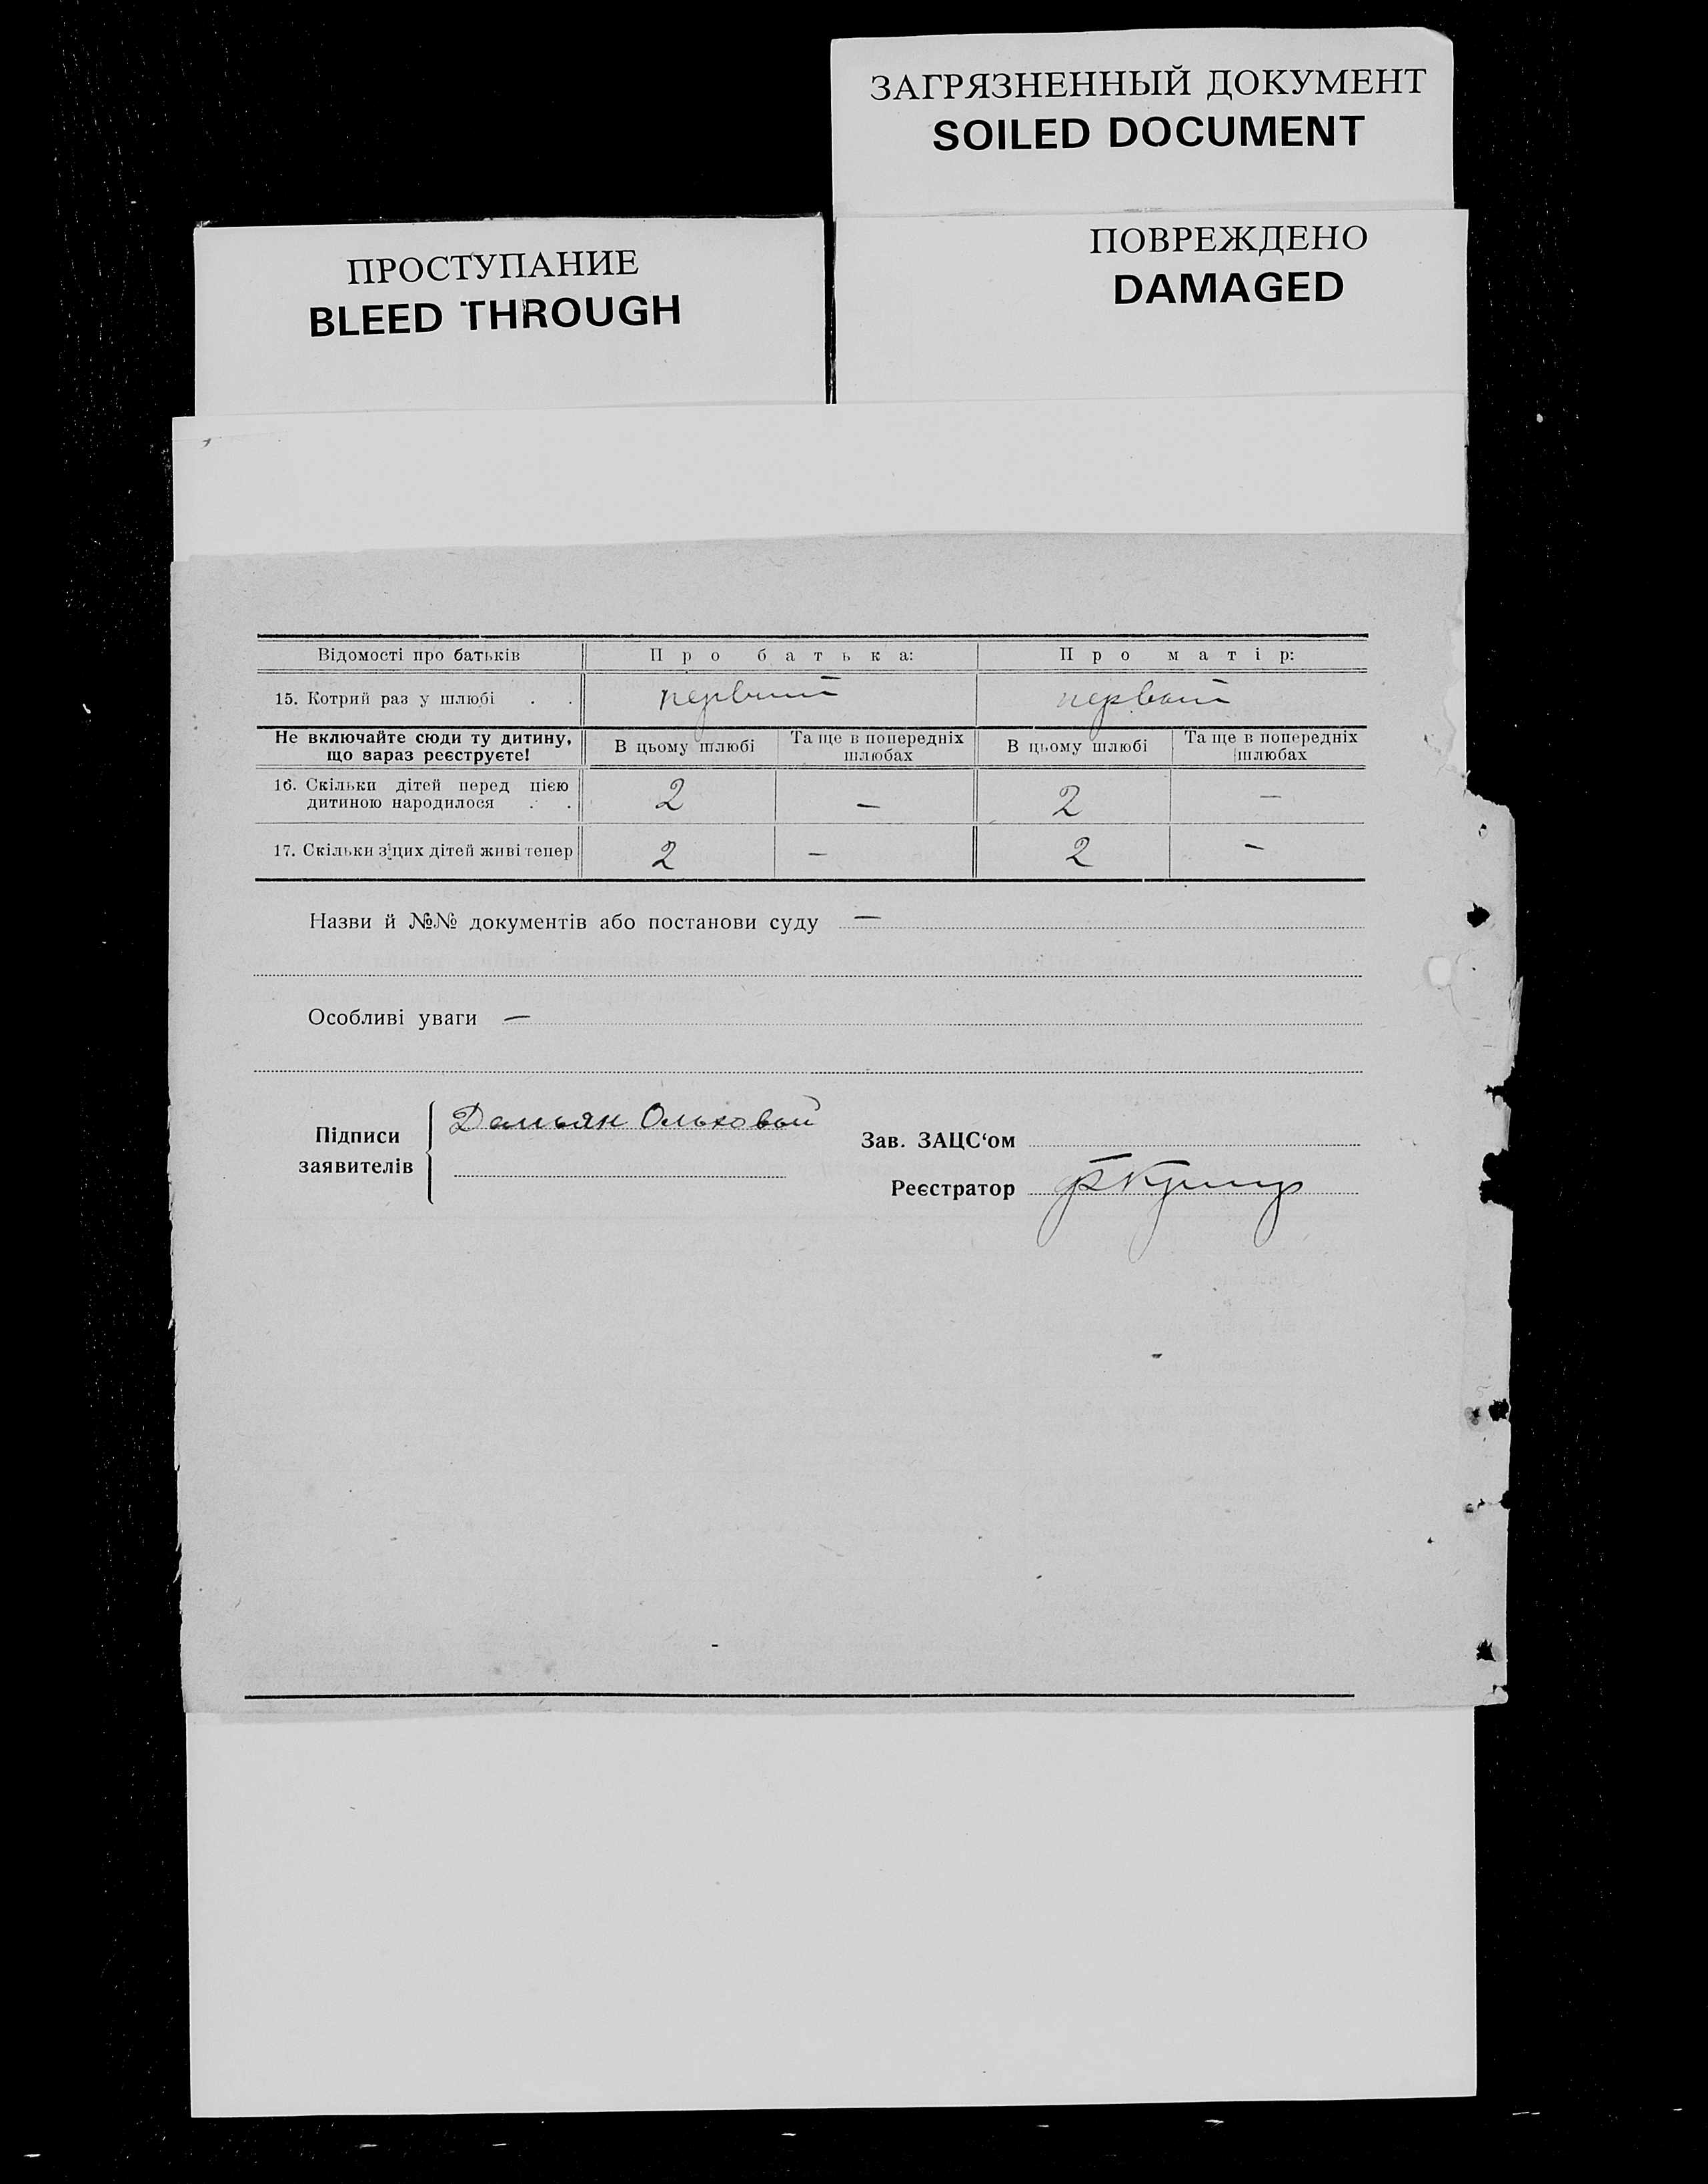 ЗАГРЯЗНЕННЫЙ ДОКУМЕНТ
SOILED DOCUMENT
ПРОСТУПАНИЕ
BLEED THROUGH
ПОВРЕЖДЕНО
DAMAGED
Відомості про батьків Про батька: Про матір:
15. Котрий раз у шлюбі . . первый первый
Не включайте сюди ту дитину, що зараз реєструєте! В цьому шлюбі Та ще в попередніх шлюбах В цьому шлюбі Та ще в попередніх шлюбах
16. Скільки дітей перед цією
дитиною народилося . . 2 — 2 —
17. Скільки з цих дітей живі тепер 2 — 2 —
Назви й №№ документів або постанови суду —
Особливі уваги —
Підписи
заявителів
Демьян Ольховый
Зав. ЗАЦС‘ом
Реєстратор